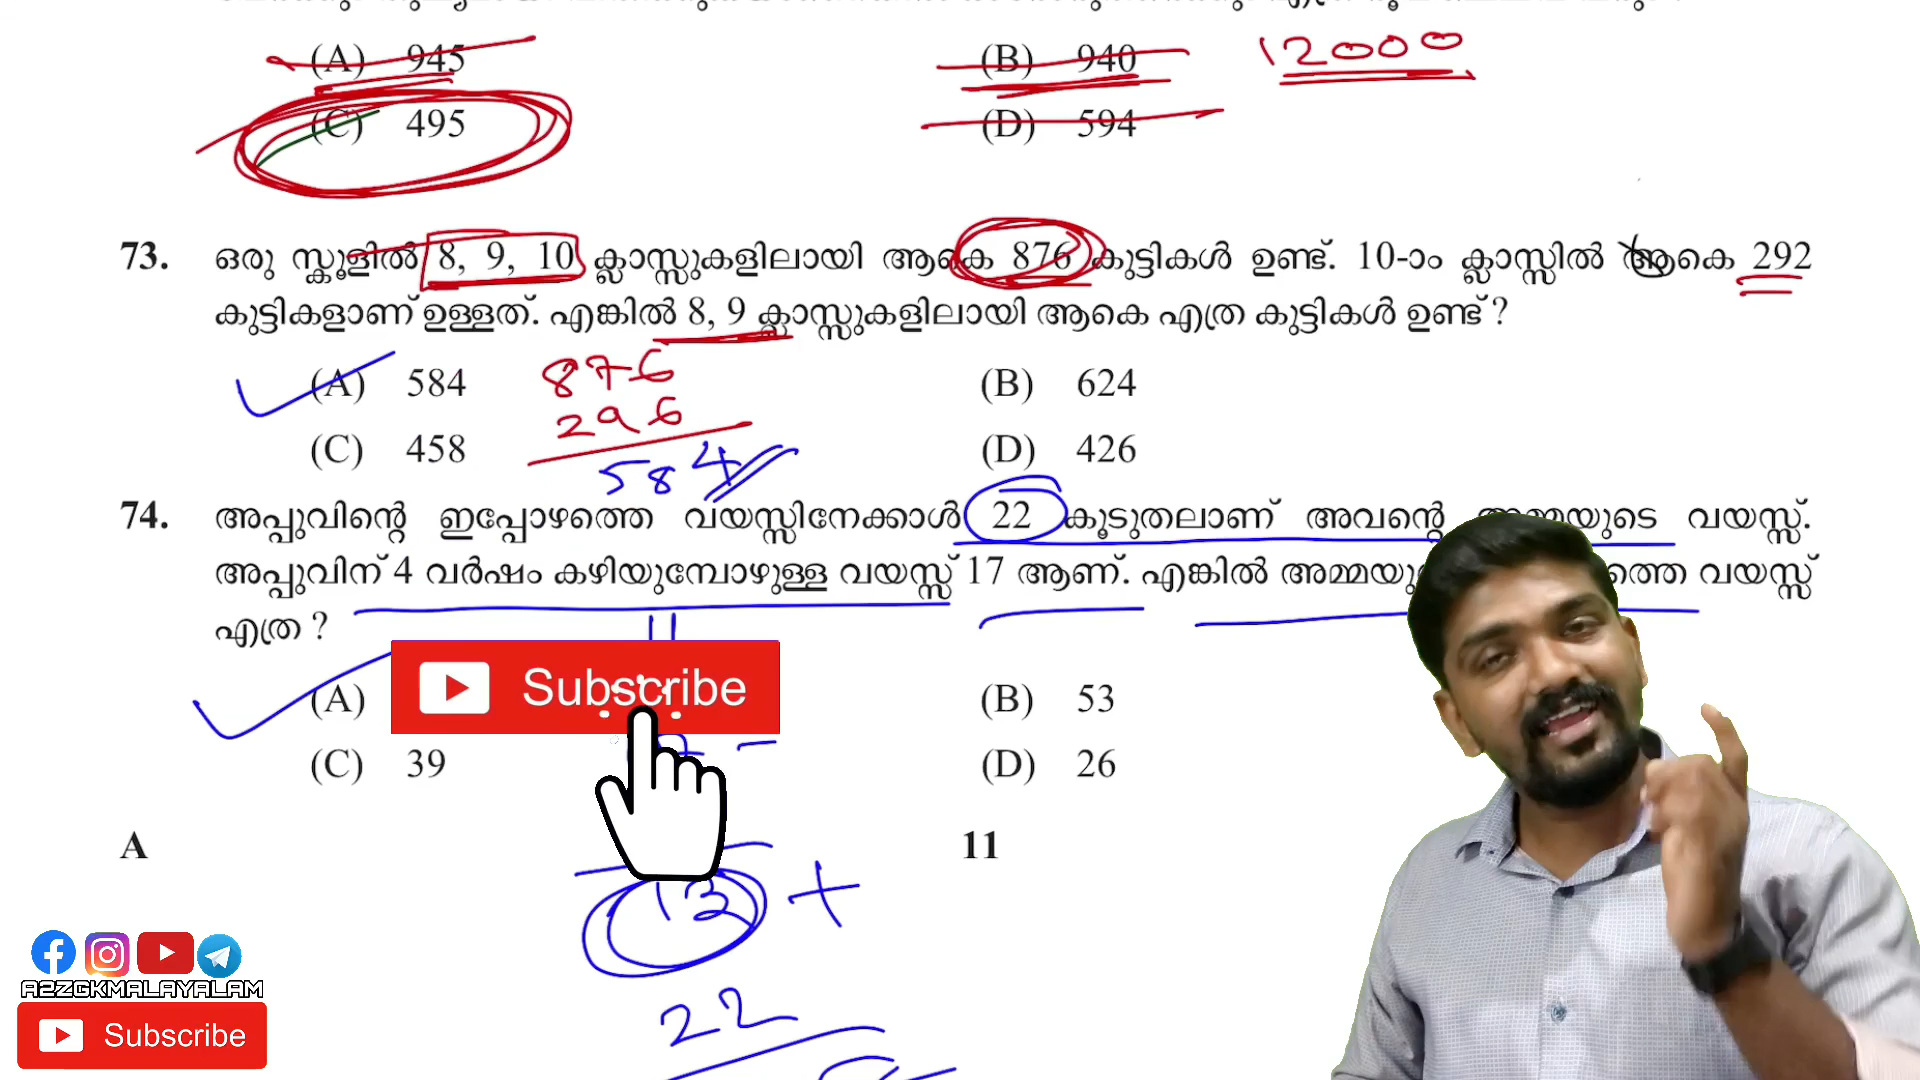 (A) 945
(B) 940
12000
(C) 495
(D) 594
73. ഒരു സ്കൂളിൽ 8, 9, 10 ക്ലാസ്സുകളിലായി ആകെ 876 കുട്ടികൾ ഉണ്ട്. 10-ാം ക്ലാസ്സിൽ ആകെ 292
കുട്ടികളാണ് ഉള്ളത്. എങ്കിൽ 8, 9 ക്ലാസ്സുകളിലായി ആകെ എത്ര കുട്ടികൾ ഉണ്ട് ?
(A) 584
(B) 624
876
296
584
(C) 458
(D) 426
74. അപ്പുവിന്റെ ഇപ്പോഴത്തെ വയസ്സിനേക്കാൾ 22 കൂടുതലാണ് അവന്റെ അമ്മയുടെ വയസ്സ്.
അപ്പുവിന് 4 വർഷം കഴിയുമ്പോഴുള്ള വയസ്സ് 17 ആണ്. എങ്കിൽ വയസ്സ്
എത്ര ?
(A)
Subscribe
(B) 53
(C) 39
(D) 26
A
11
13 +
22
A2ZGKMALAYALAM
Subscribe